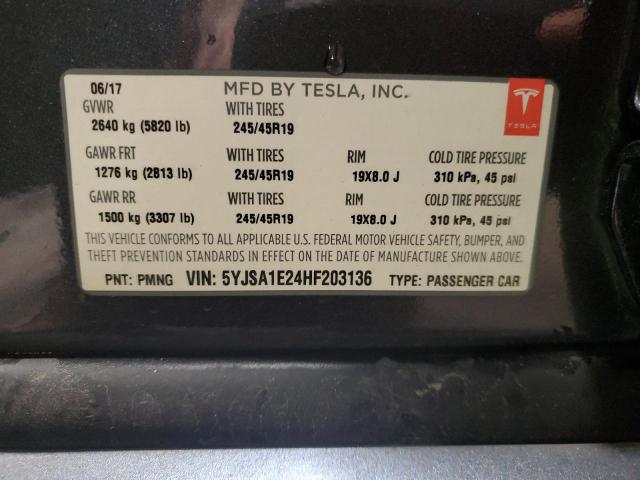 06/17 MFD BY TESLA, INC.
GVWR WITH TIRES
2640 kg (5820 lb) 245/45R19
TESLA
GAWR FRT WITH TIRES RIM COLD TIRE PRESSURE
1276 kg (2813 lb) 245/45R19 19X8.0 J 310 kPa, 45 psi
GAWR RR WITH TIRES RIM COLD TIRE PRESSURE
1500 kg (3307 lb) 245/45R19 19X8.0 J 310 kPa, 45 psi
THIS VEHICLE CONFORMS TO ALL APPLICABLE U.S. FEDERAL MOTOR VEHICLE SAFETY, BUMPER, AND
THEFT PREVENTION STANDARDS IN EFFECT ON THE DATE OF MANUFACTURE SHOWN ABOVE.
PNT: PMNG VIN: 5YJSA1E24HF203136 TYPE: PASSENGER CAR